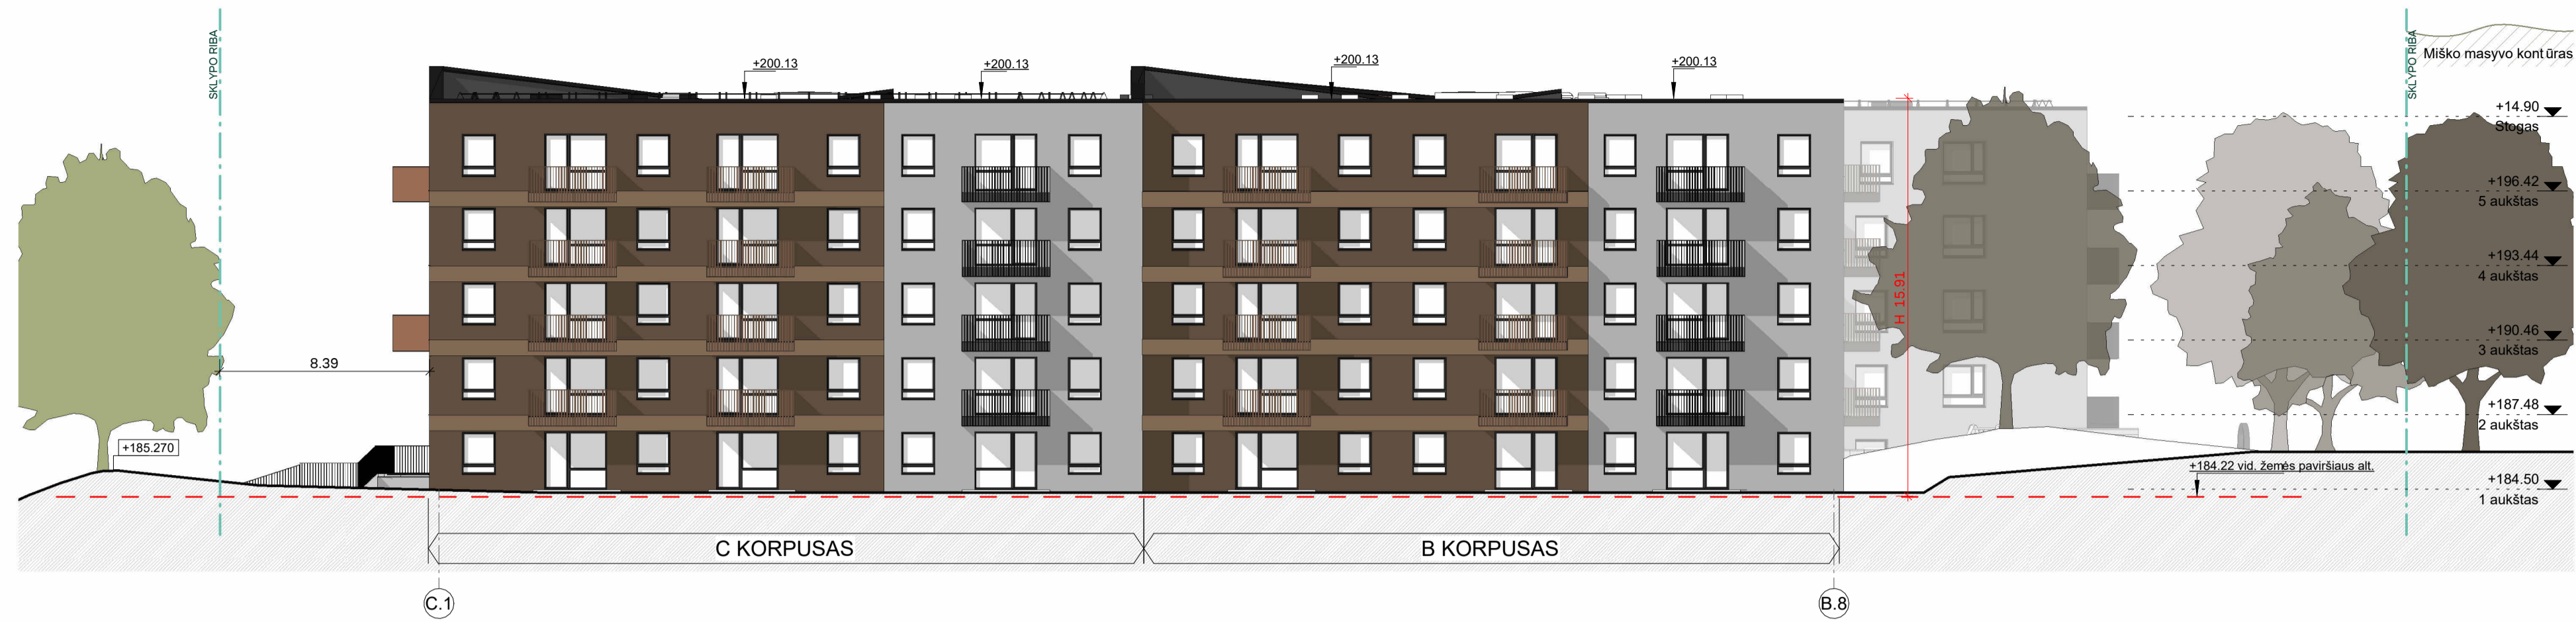 SKLYPO RIBA
+200.13
+200.13
+200.13
+200.13
SKLYPO RIBA
Miško masyvo kontūras
+14.90
Stogas
+196.42
5 aukštas
+193.44
4 aukštas
H 15.91
+190.46
3 aukštas
8.39
+187.48
2 aukštas
+185.270
+184.22 vid. žemės paviršiaus alt.
+184.50
1 aukštas
C KORPUSAS
B KORPUSAS
C.1
B.8